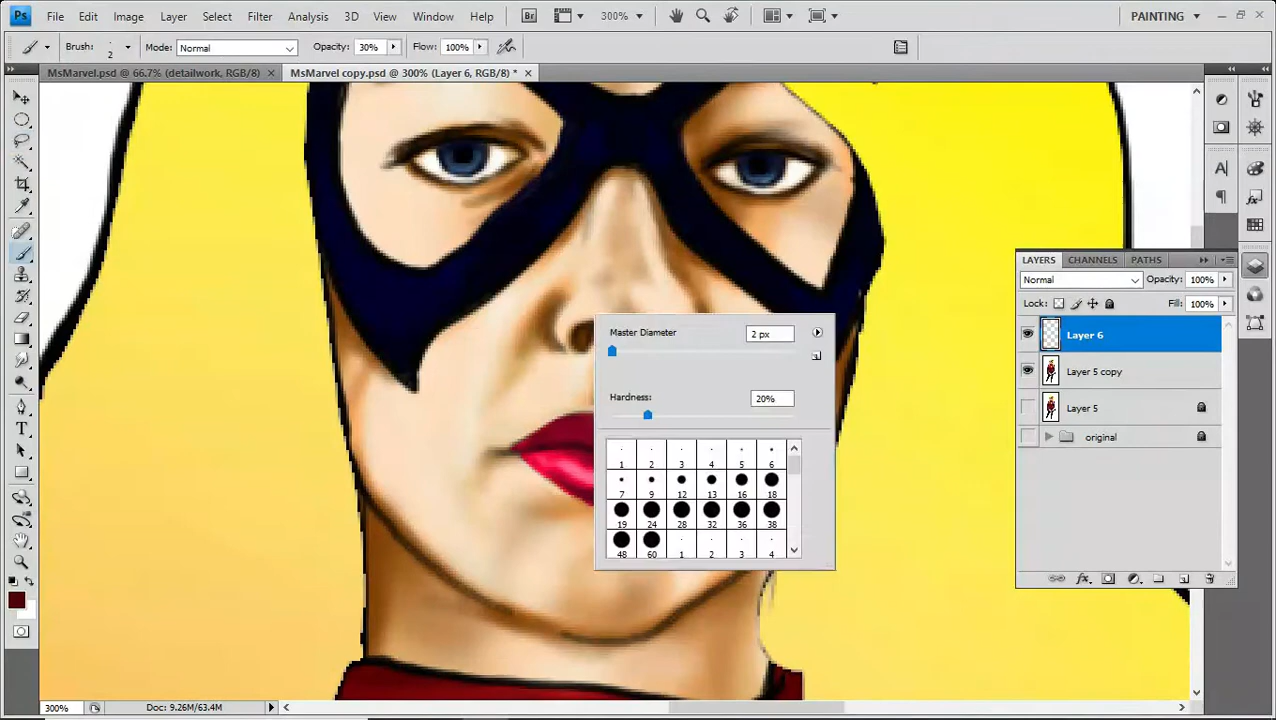 Ps File Edit Image Layer Select Filter Analysis 3D View Window Help Br 300% PAINTING
Brush: 2 Mode: Normal Opacity: 30% Flow: 100%
MsMarvel.psd @ 66.7% (detailwork, RGB/8) MsMarvel copy.psd @ 300% (Layer 6, RGB/8) *
LAYERS CHANNELS PATHS
Normal Opacity: 100%
Lock: Fill: 100%
Layer 6
Layer 5 copy
Layer 5
original
Master Diameter 2 px
Hardness: 20%
1 2 3 4 5 6
7 9 12 13 16 18
19 24 28 32 36 38
48 60 1 2 3 4
300% Doc: 9.26M/63.4M